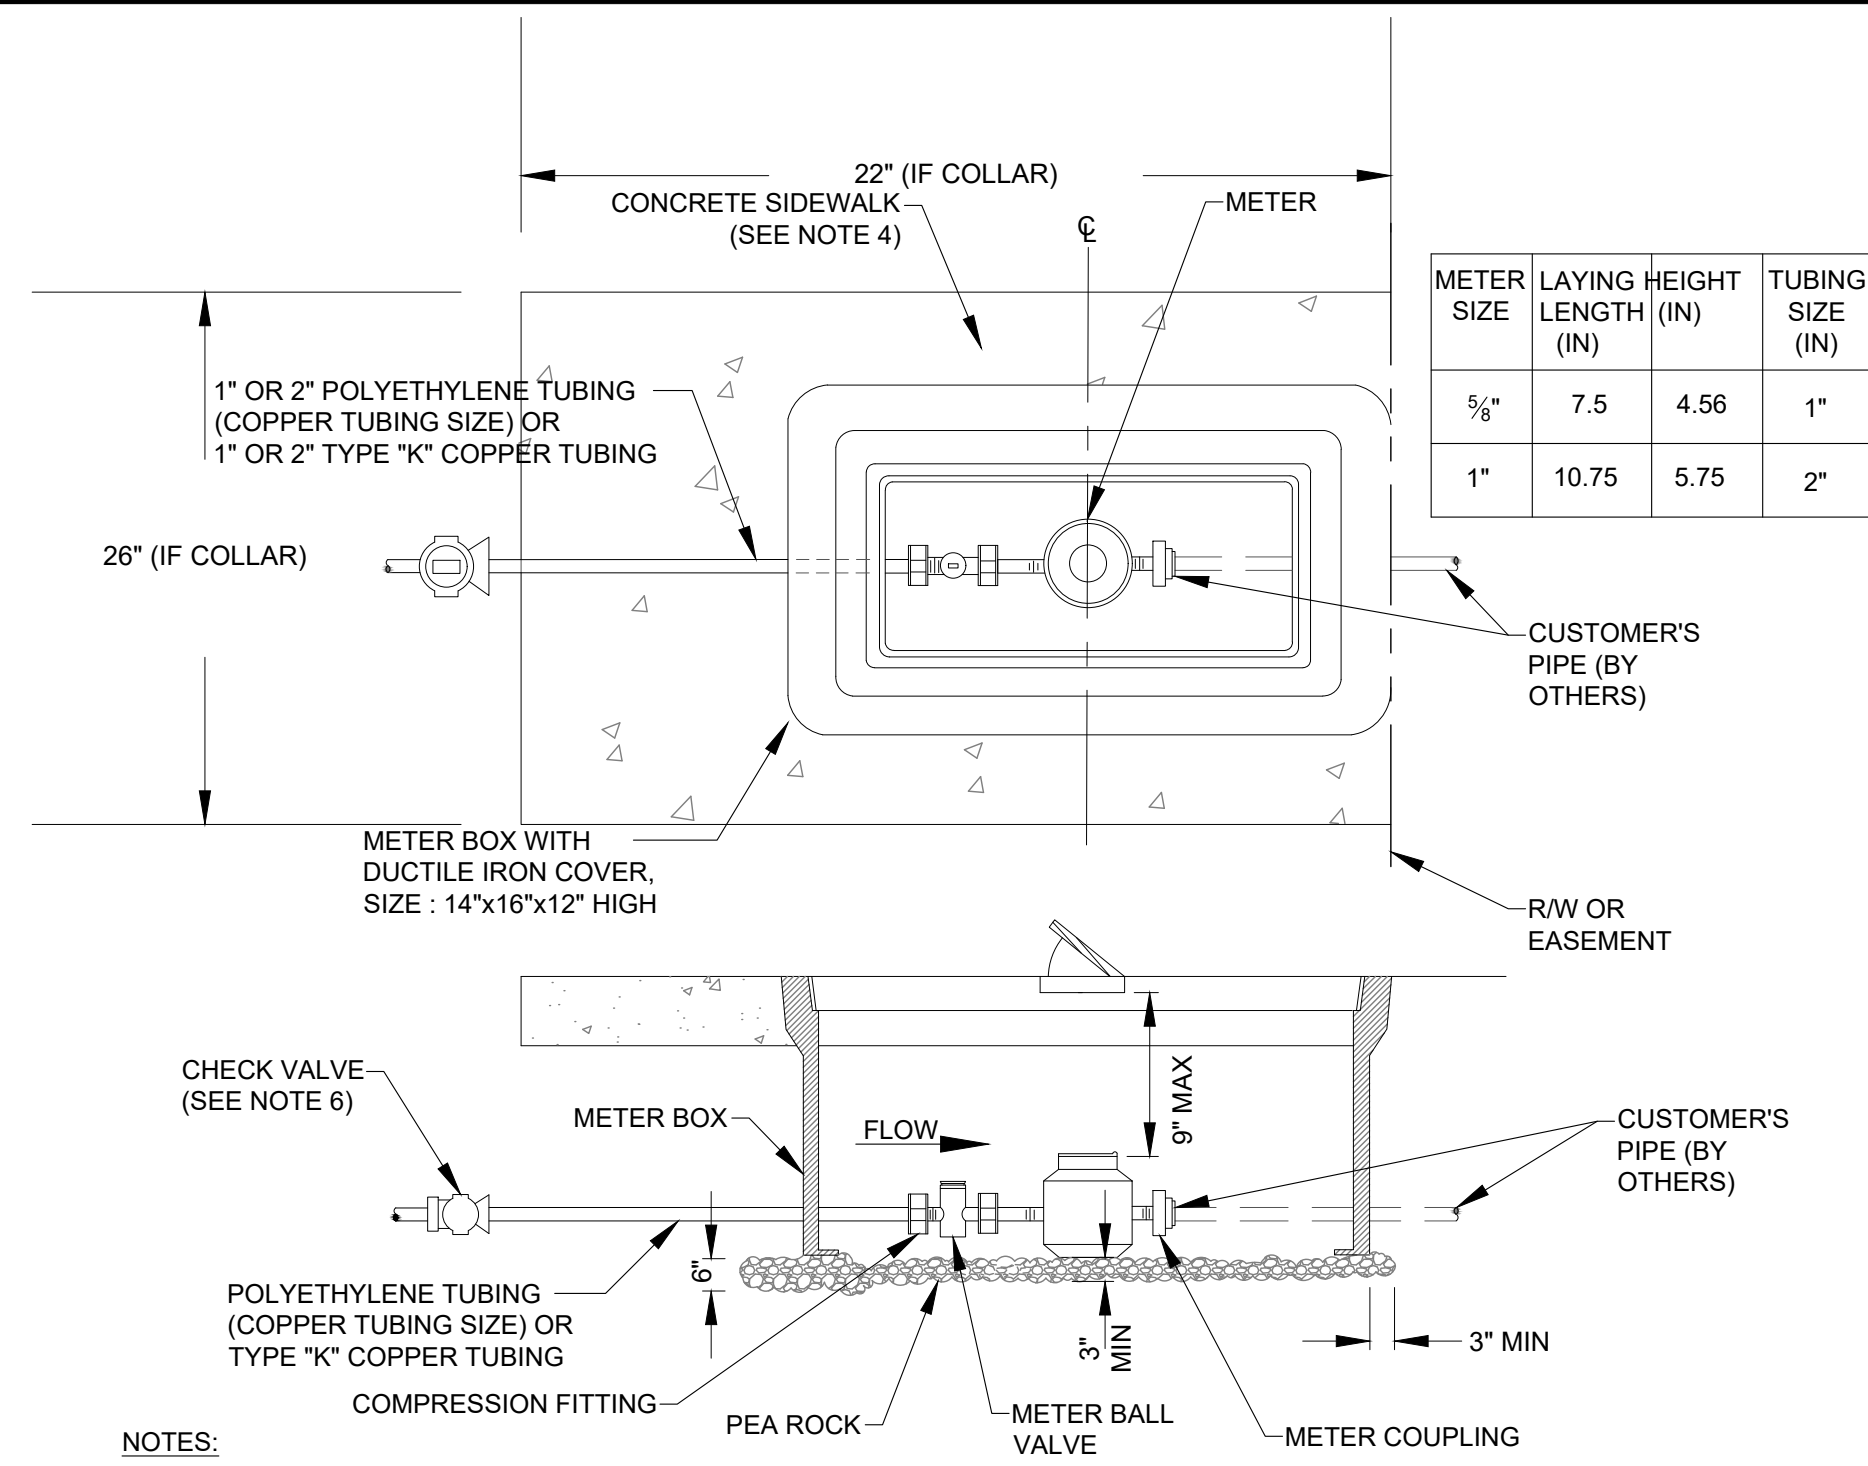 22" (IF COLLAR)
CONCRETE SIDEWALK
(SEE NOTE 4)
METER
℄
METER SIZE
LAYING LENGTH (IN)
HEIGHT (IN)
TUBING SIZE (IN)
5/8" 7.5 4.56 1"
1" 10.75 5.75 2"
1" OR 2" POLYETHYLENE TUBING
(COPPER TUBING SIZE) OR
1" OR 2" TYPE "K" COPPER TUBING
26" (IF COLLAR)
CUSTOMER'S
PIPE (BY
OTHERS)
METER BOX WITH
DUCTILE IRON COVER,
SIZE : 14"x16"x12" HIGH
R/W OR
EASEMENT
CHECK VALVE
(SEE NOTE 6)
METER BOX
FLOW
9" MAX
CUSTOMER'S
PIPE (BY
OTHERS)
6"
POLYETHYLENE TUBING
(COPPER TUBING SIZE) OR
TYPE "K" COPPER TUBING
3"
MIN
3" MIN
COMPRESSION FITTING
PEA ROCK
METER BALL
VALVE
METER COUPLING
NOTES: